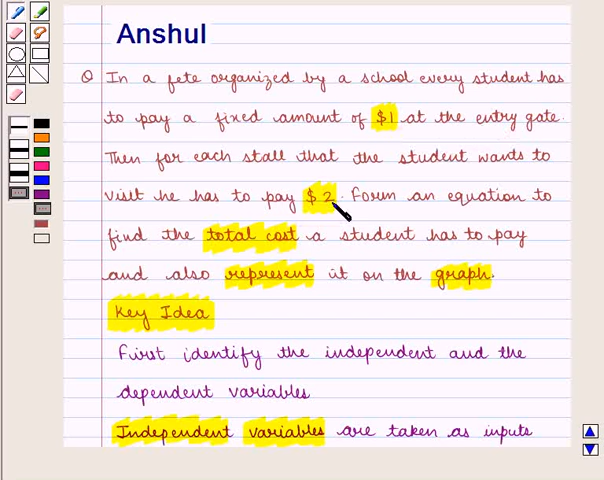 Anshul
Q In a fete organized by a school every student has
to pay a fixed amount of $1 at the entry gate.
Then for each stall that the student wants to
visit he has to pay $2. Form an equation to
find the total cost a student has to pay
and also represent it on the graph.
Key Idea
First identify the independent and the
dependent variables
Independent variables are taken as inputs